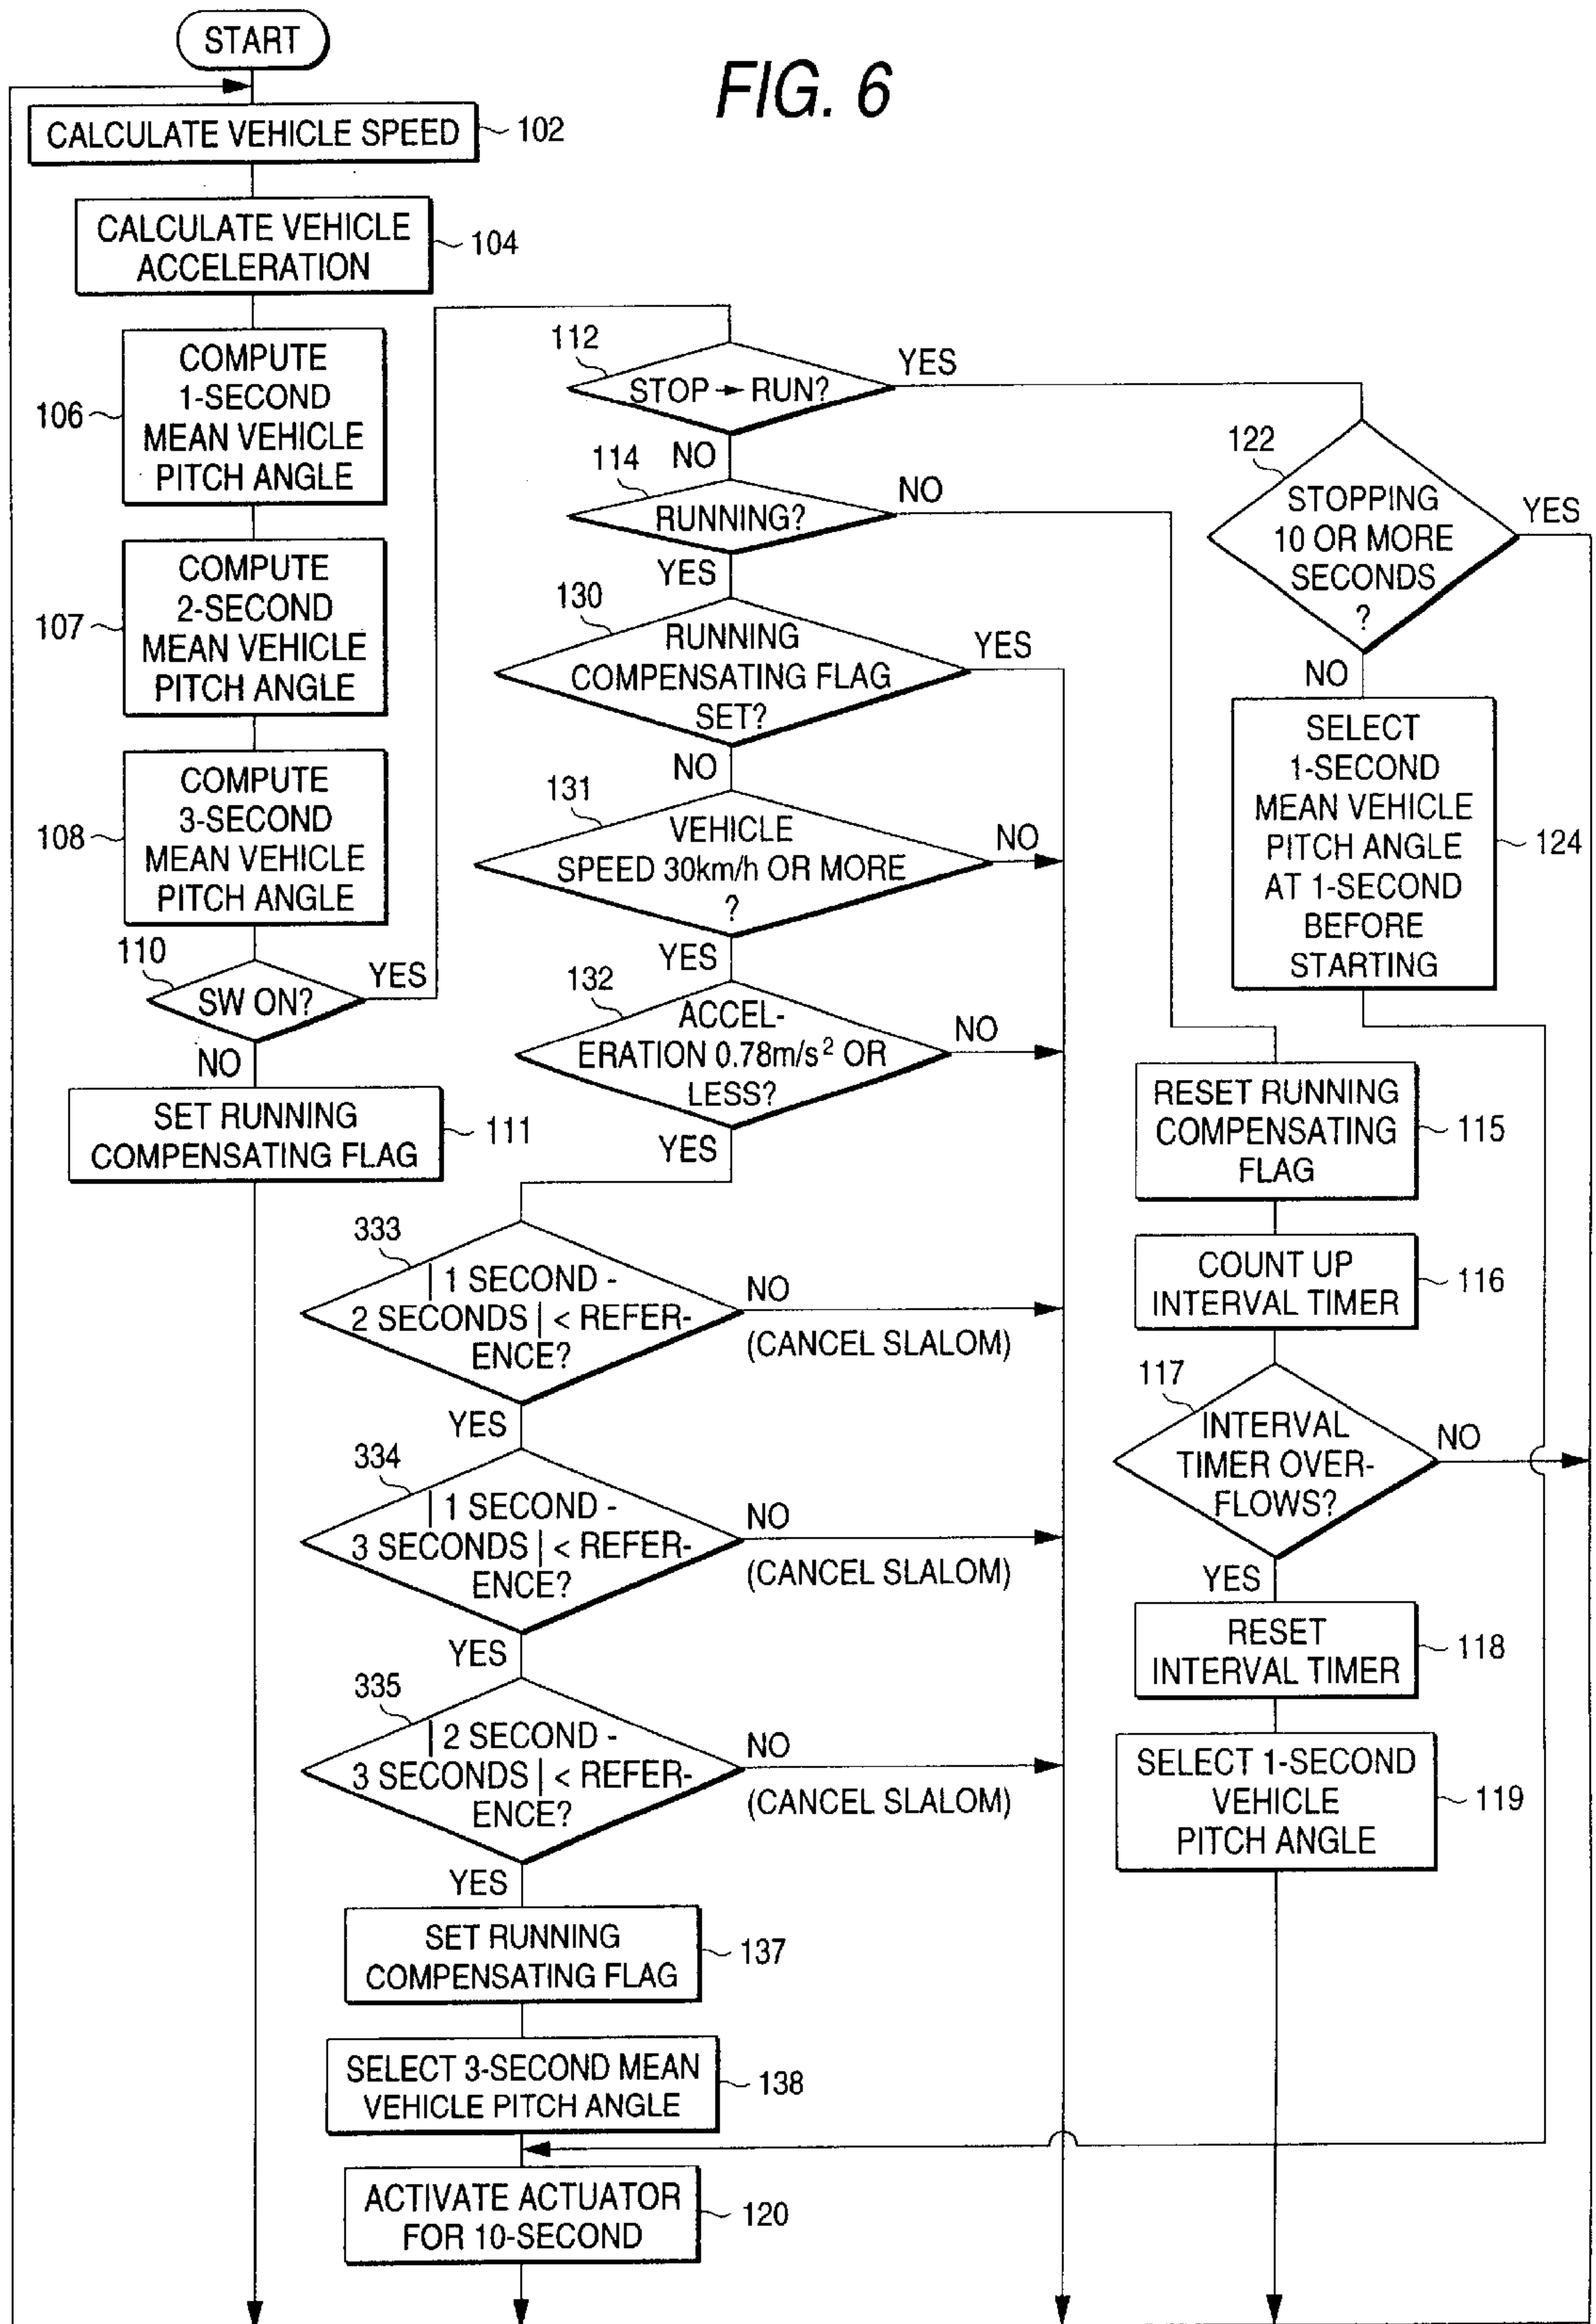 START
FIG. 6
CALCULATE VEHICLE SPEED
102
CALCULATE VEHICLE
ACCELERATION
104
COMPUTE
1-SECOND
MEAN VEHICLE
PITCH ANGLE
106
COMPUTE
2-SECOND
MEAN VEHICLE
PITCH ANGLE
107
COMPUTE
3-SECOND
MEAN VEHICLE
PITCH ANGLE
108
110
SW ON?
YES
NO
SET RUNNING
COMPENSATING FLAG
111
112
STOP → RUN?
YES
NO
114
RUNNING?
NO
YES
130
RUNNING
COMPENSATING FLAG
SET?
YES
NO
131
VEHICLE
SPEED 30km/h OR MORE
?
NO
YES
132
ACCEL-
ERATION 0.78m/s² OR
LESS?
NO
YES
333
| 1 SECOND -
2 SECONDS | < REFER-
ENCE?
NO
(CANCEL SLALOM)
YES
334
| 1 SECOND -
3 SECONDS | < REFER-
ENCE?
NO
(CANCEL SLALOM)
YES
335
| 2 SECOND -
3 SECONDS | < REFER-
ENCE?
NO
(CANCEL SLALOM)
YES
SET RUNNING
COMPENSATING FLAG
137
SELECT 3-SECOND MEAN
VEHICLE PITCH ANGLE
138
ACTIVATE ACTUATOR
FOR 10-SECOND
120
122
STOPPING
10 OR MORE
SECONDS
?
YES
NO
SELECT
1-SECOND
MEAN VEHICLE
PITCH ANGLE
AT 1-SECOND
BEFORE
STARTING
124
RESET RUNNING
COMPENSATING
FLAG
115
COUNT UP
INTERVAL TIMER
116
117
INTERVAL
TIMER OVER-
FLOWS?
NO
YES
RESET
INTERVAL TIMER
118
SELECT 1-SECOND
VEHICLE
PITCH ANGLE
119